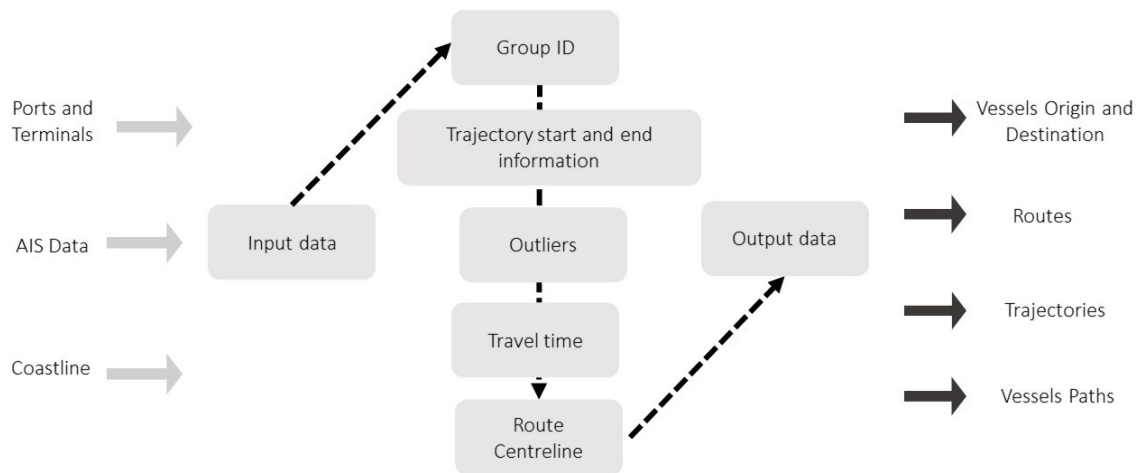 Group ID
Ports and
Terminals
Trajectory start and end
information
Vessels Origin and
Destination
AIS Data
Input data
Outliers
Output data
Routes
Travel time
Trajectories
Coastline
Route
Centreline
Vessels Paths